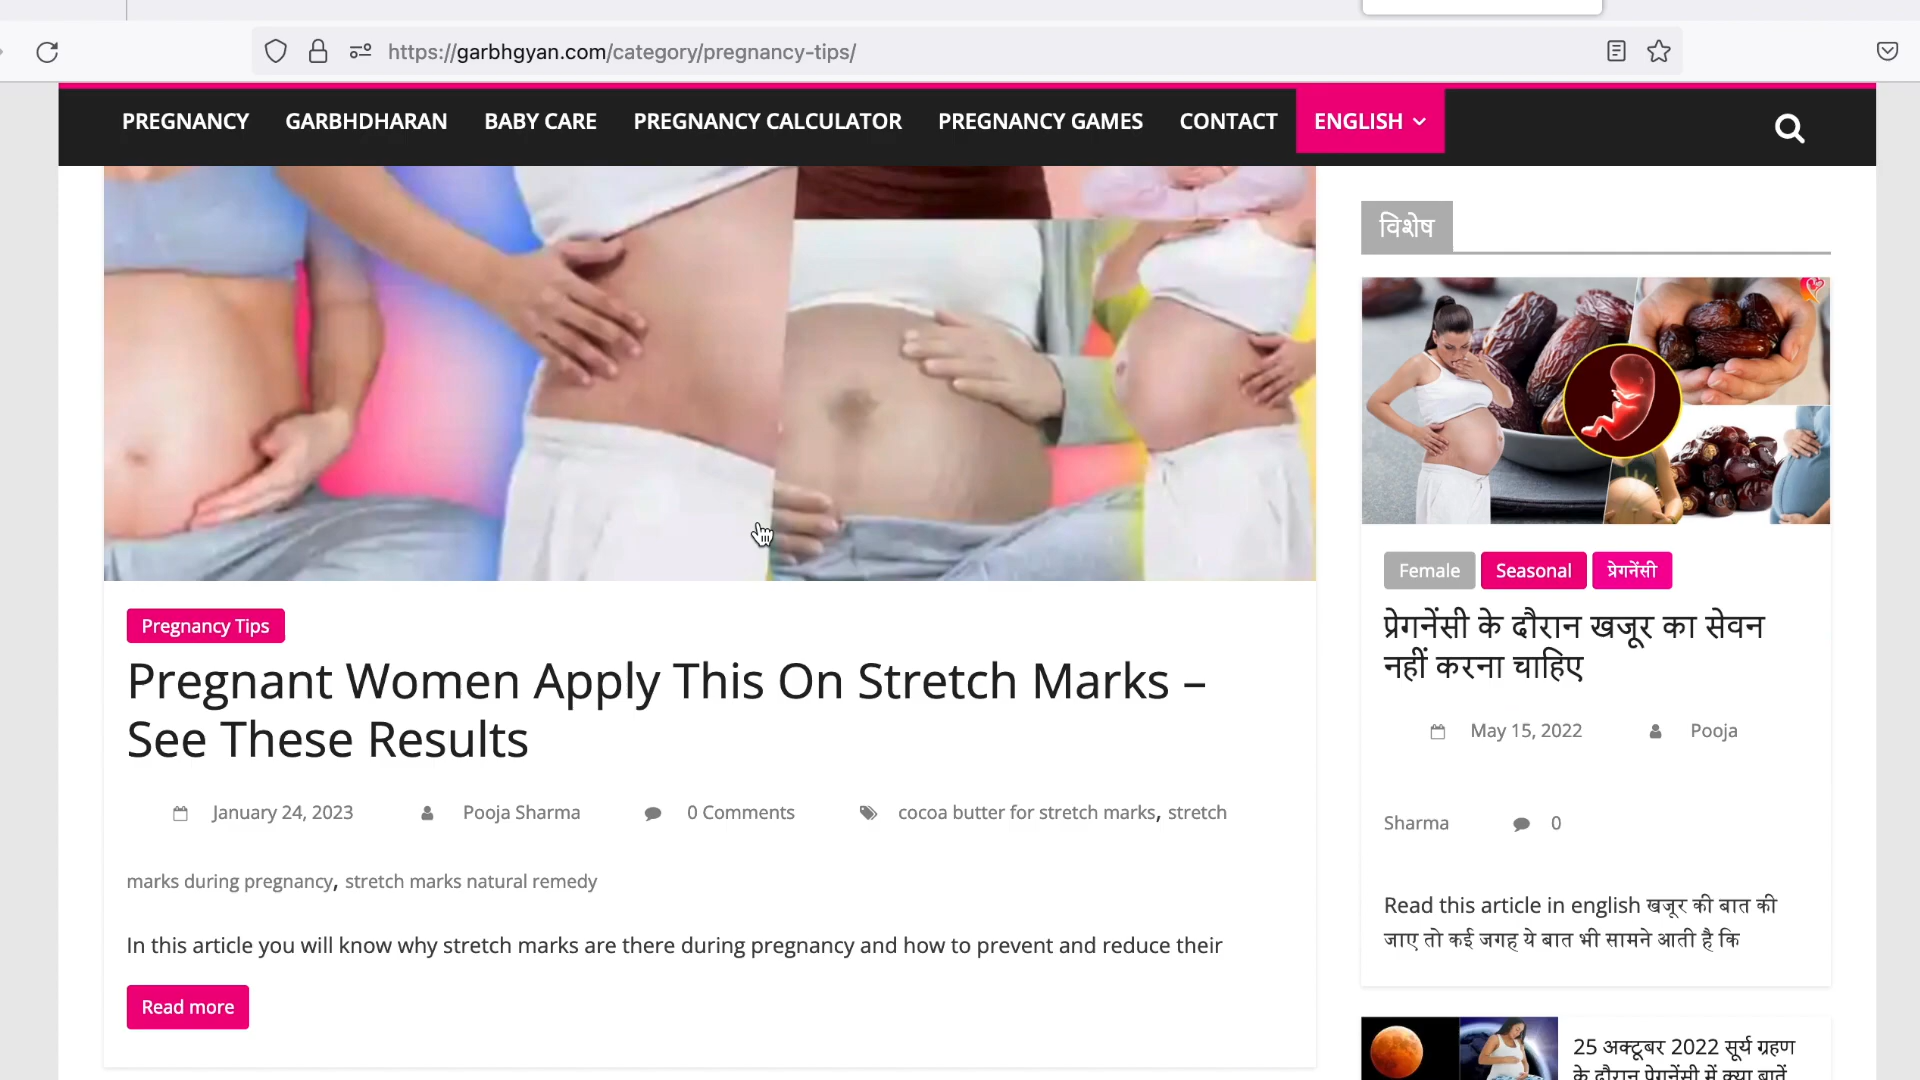 https://garbhgyan.com/category/pregnancy-tips/
PREGNANCY GARBHDHARAN BABY CARE PREGNANCY CALCULATOR PREGNANCY GAMES CONTACT ENGLISH
विशेष
Female Seasonal प्रेगनेंसी
प्रेगनेंसी के दौरान खजूर का सेवन
नहीं करना चाहिए
May 15, 2022 Pooja
Sharma 0
Read this article in english खजूर की बात की
जाए तो कई जगह ये बात भी सामने आती है कि
Pregnancy Tips
Pregnant Women Apply This On Stretch Marks –
See These Results
January 24, 2023 Pooja Sharma 0 Comments cocoa butter for stretch marks, stretch
marks during pregnancy, stretch marks natural remedy
In this article you will know why stretch marks are there during pregnancy and how to prevent and reduce their
Read more
25 अक्टूबर 2022 सूर्य ग्रहण
के दौरान प्रेगनेंसी में क्या बातें